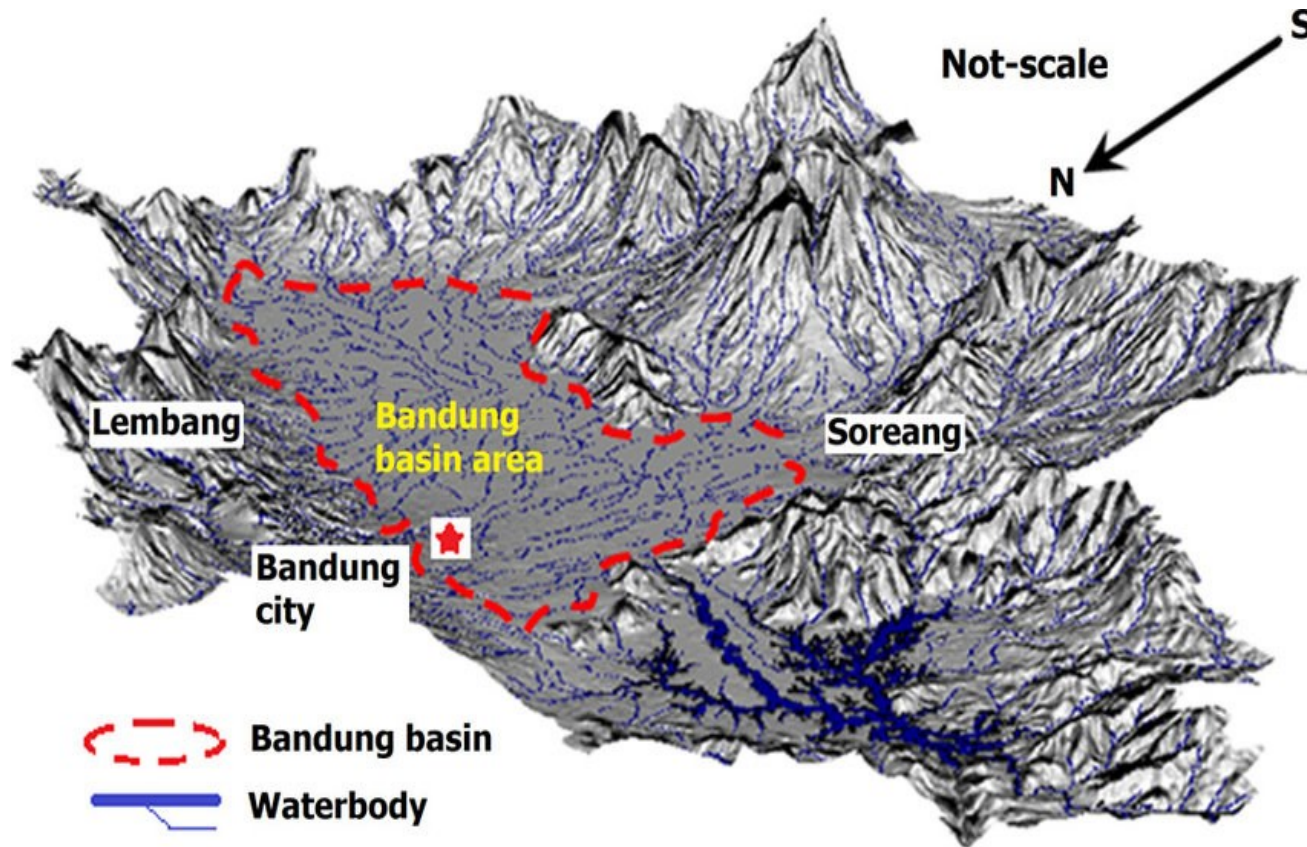 S
Not-scale
N
Lembang
Bandung
basin area
Soreang
Bandung
city
Bandung basin
Waterbody